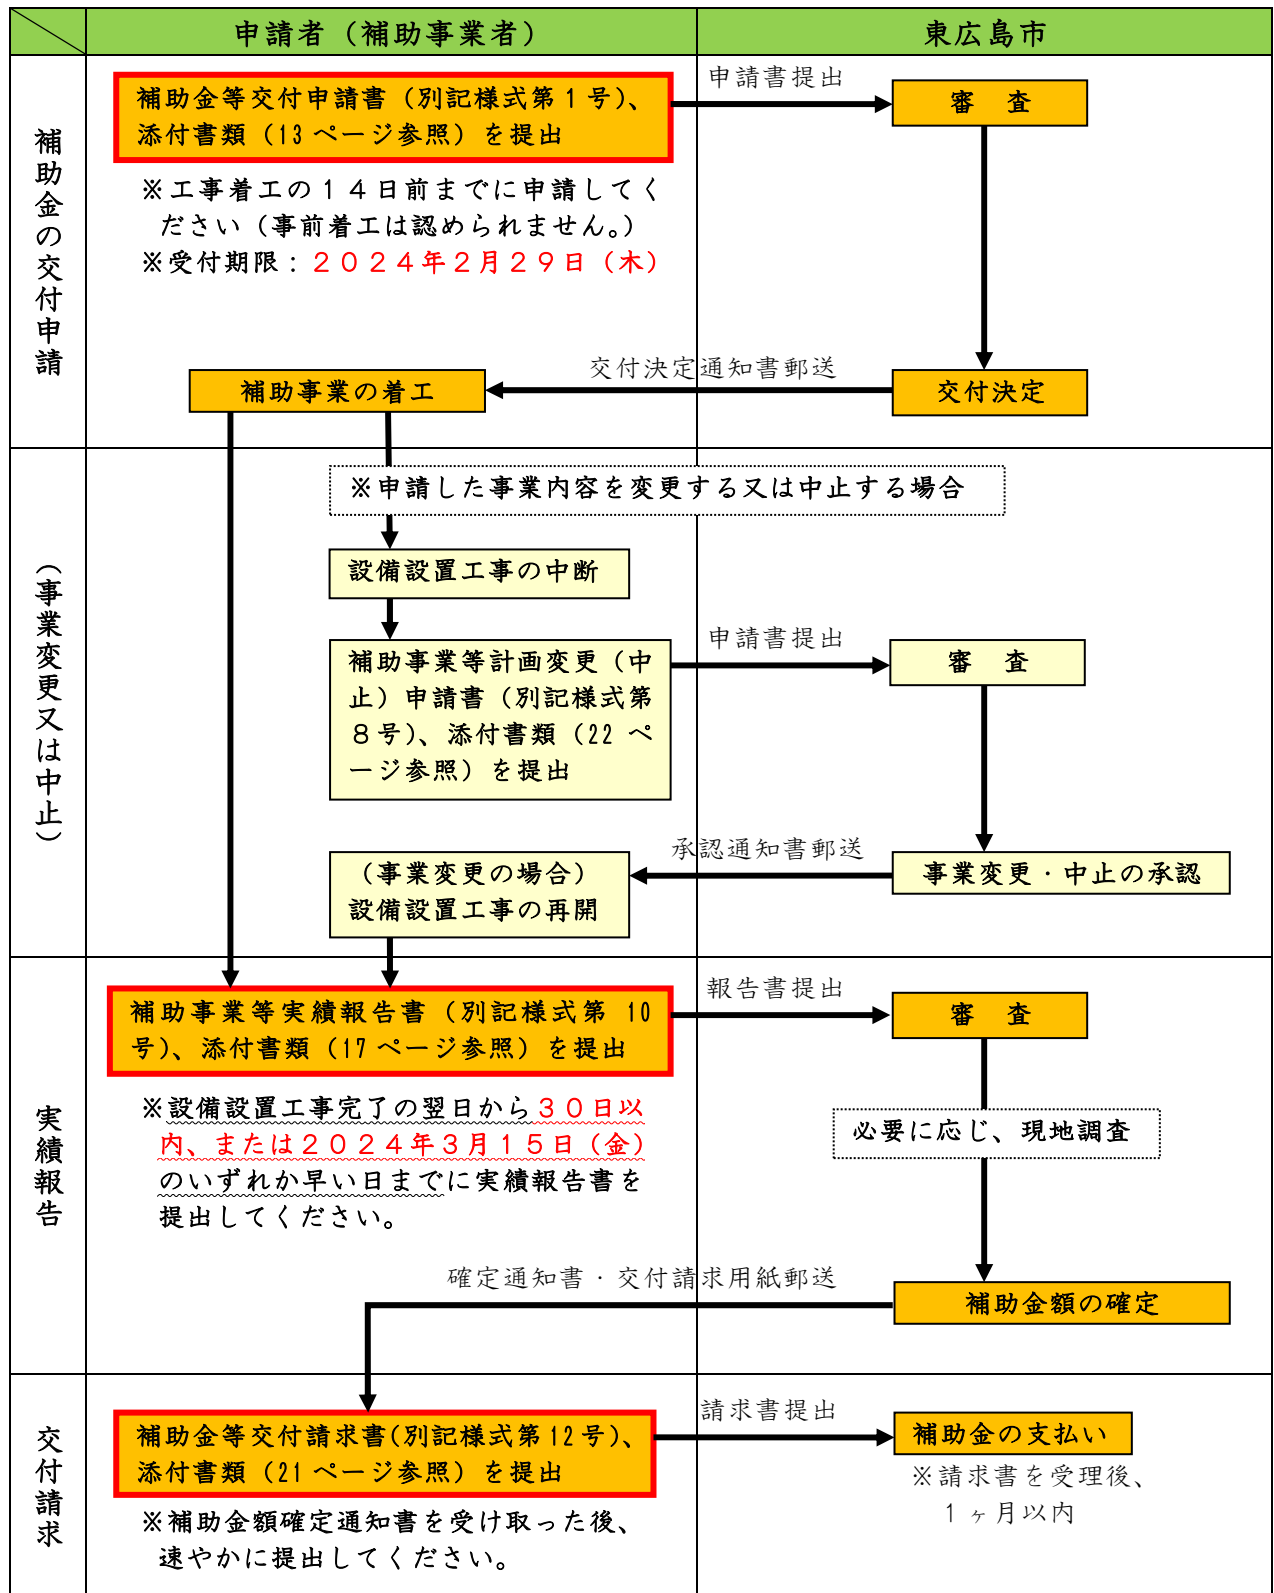 申請者（補助事業者）
東広島市
補助金の交付申請
補助金等交付申請書（別記様式第１号）、
添付書類（13 ページ参照）を提出
申請書提出
審　査
※工事着工の１４日前までに申請してく
ださい（事前着工は認められません。）
※受付期限：２０２４年２月２９日（木）
交付決定通知書郵送
補助事業の着工
交付決定
（事業変更又は中止）
※申請した事業内容を変更する又は中止する場合
設備設置工事の中断
補助事業等計画変更（中
止）申請書（別記様式第
８号）、添付書類（22 ペ
ージ参照）を提出
申請書提出
審　査
承認通知書郵送
（事業変更の場合）
設備設置工事の再開
事業変更・中止の承認
実績報告
補助事業等実績報告書（別記様式第 10
号）、添付書類（17 ページ参照）を提出
報告書提出
審　査
※設備設置工事完了の翌日から３０日以
内、または２０２４年３月１５日（金）
のいずれか早い日までに実績報告書を
提出してください。
必要に応じ、現地調査
確定通知書・交付請求用紙郵送
補助金額の確定
交付請求
補助金等交付請求書(別記様式第 12 号)、
添付書類（21 ページ参照）を提出
請求書提出
補助金の支払い
※請求書を受理後、
１ヶ月以内
※補助金額確定通知書を受け取った後、
速やかに提出してください。